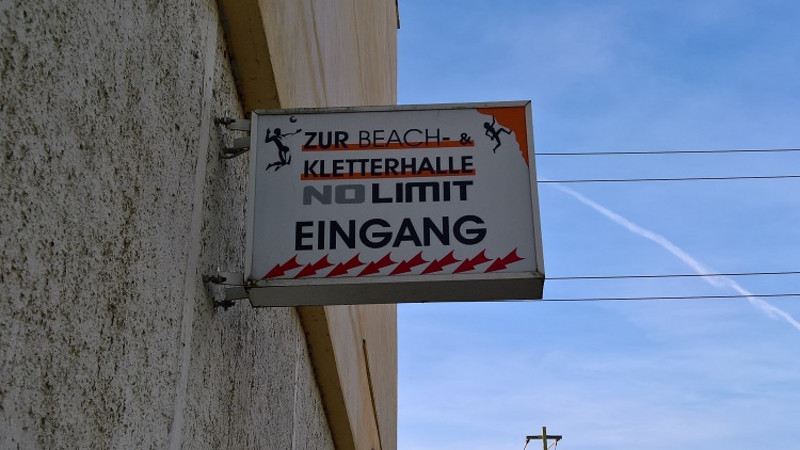 ZUR BEACH- &
KLETTERHALLE
NO LIMIT
EINGANG